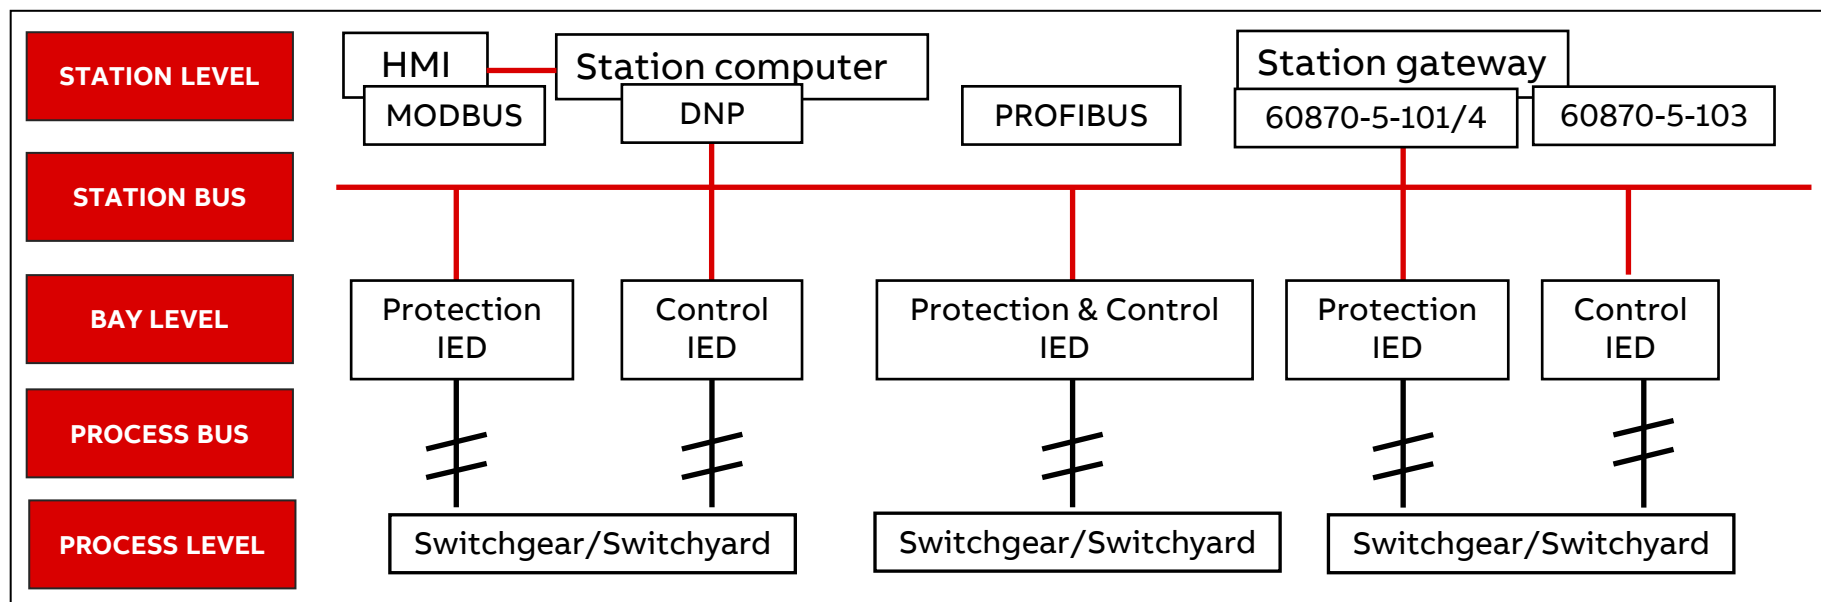 STATION LEVEL
HMI
Station computer
Station gateway
MODBUS
DNP
PROFIBUS
60870-5-101/4
60870-5-103
STATION BUS
BAY LEVEL
Protection
IED
Control
IED
Protection & Control
IED
Protection
IED
Control
IED
PROCESS BUS
PROCESS LEVEL
Switchgear/Switchyard
Switchgear/Switchyard
Switchgear/Switchyard